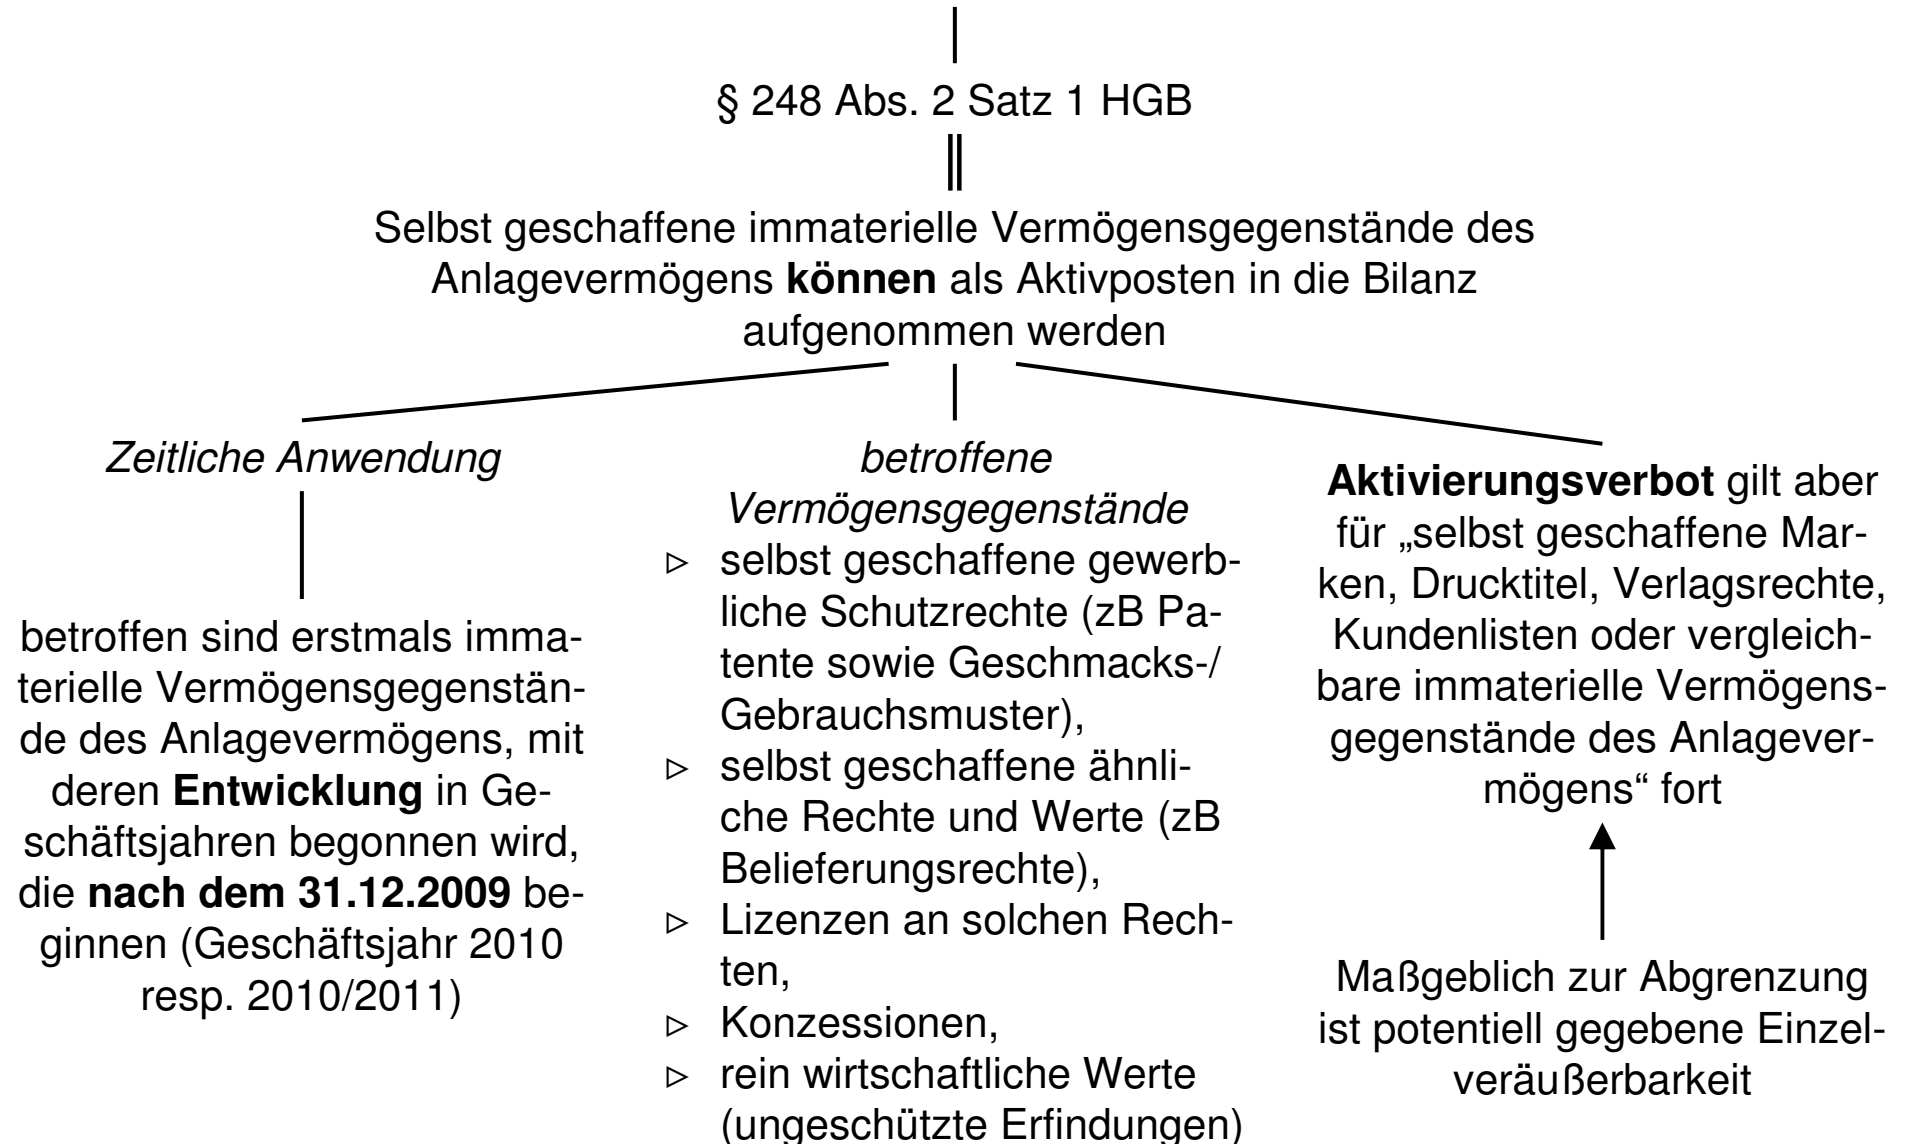 § 248 Abs. 2 Satz 1 HGB
Selbst geschaffene immaterielle Vermögensgegenstände des
Anlagevermögens können als Aktivposten in die Bilanz
aufgenommen werden
Zeitliche Anwendung
betroffen sind erstmals imma-
terielle Vermögensgegenstän-
de des Anlagevermögens, mit
deren Entwicklung in Ge-
schäftsjahren begonnen wird,
die nach dem 31.12.2009 be-
ginnen (Geschäftsjahr 2010
resp. 2010/2011)
betroffene
Vermögensgegenstände
▹ selbst geschaffene gewerb-
liche Schutzrechte (zB Pa-
tente sowie Geschmacks-/
Gebrauchsmuster),
▹ selbst geschaffene ähnli-
che Rechte und Werte (zB
Belieferungsrechte),
▹ Lizenzen an solchen Rech-
ten,
▹ Konzessionen,
▹ rein wirtschaftliche Werte
(ungeschützte Erfindungen)
Aktivierungsverbot gilt aber
für „selbst geschaffene Mar-
ken, Drucktitel, Verlagsrechte,
Kundenlisten oder vergleich-
bare immaterielle Vermögens-
gegenstände des Anlagever-
mögens“ fort
Maßgeblich zur Abgrenzung
ist potentiell gegebene Einzel-
veräußerbarkeit